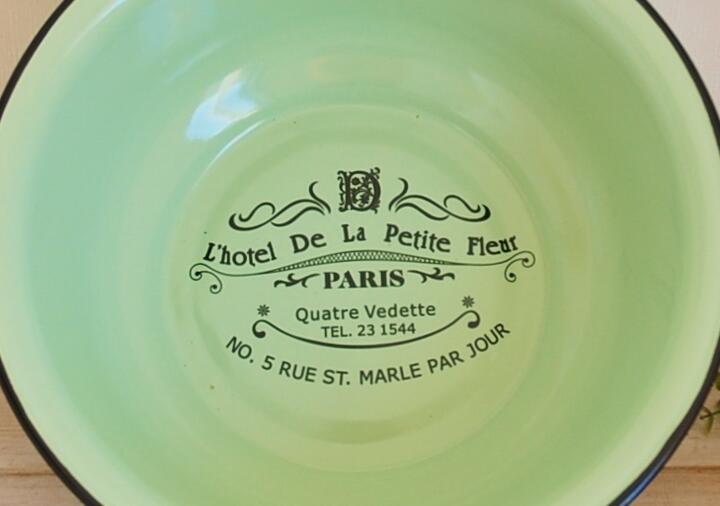 D
L'hotel De La Petite Fleur
PARIS
Quatre Vedette
TEL. 23 1544
NO. 5 RUE ST. MARLE PAR JOUR